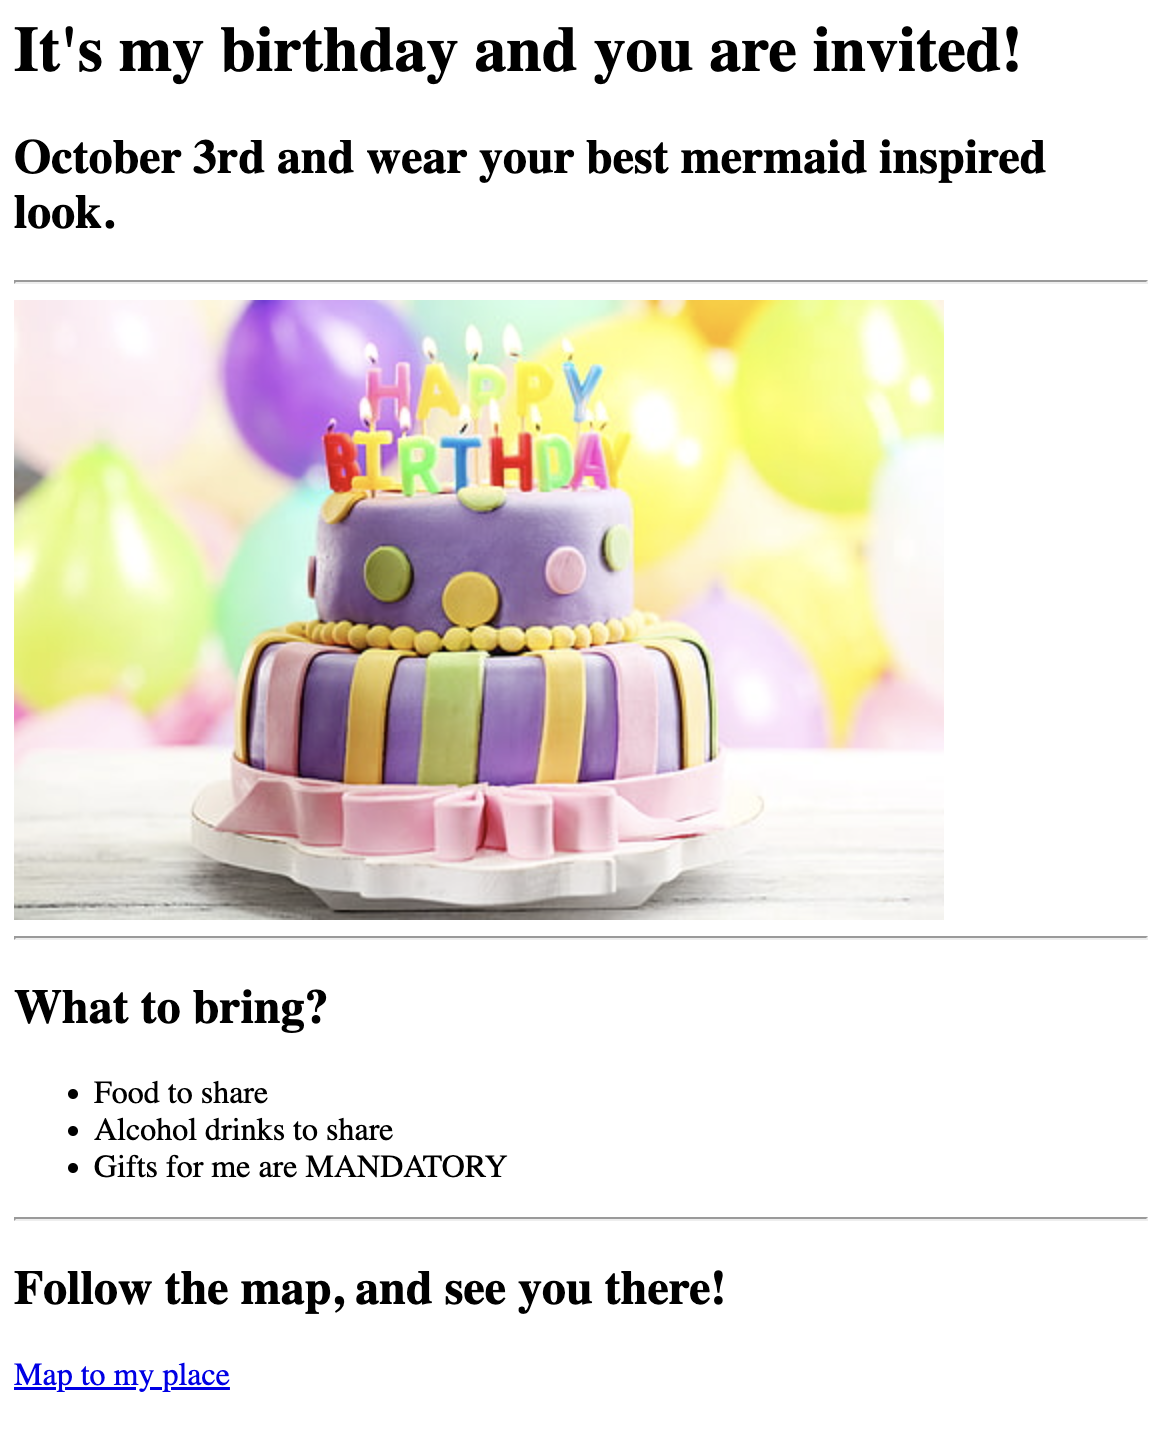 It's my birthday and you are invited!
October 3rd and wear your best mermaid inspired
look.
HAPPY
BIRTHDAY
What to bring?
Food to share
Alcohol drinks to share
Gifts for me are MANDATORY
Follow the map, and see you there!
Map to my place